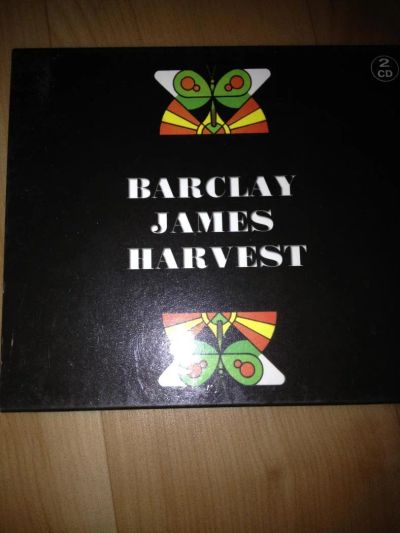 2
CD
BARCLAY
JAMES
HARVEST